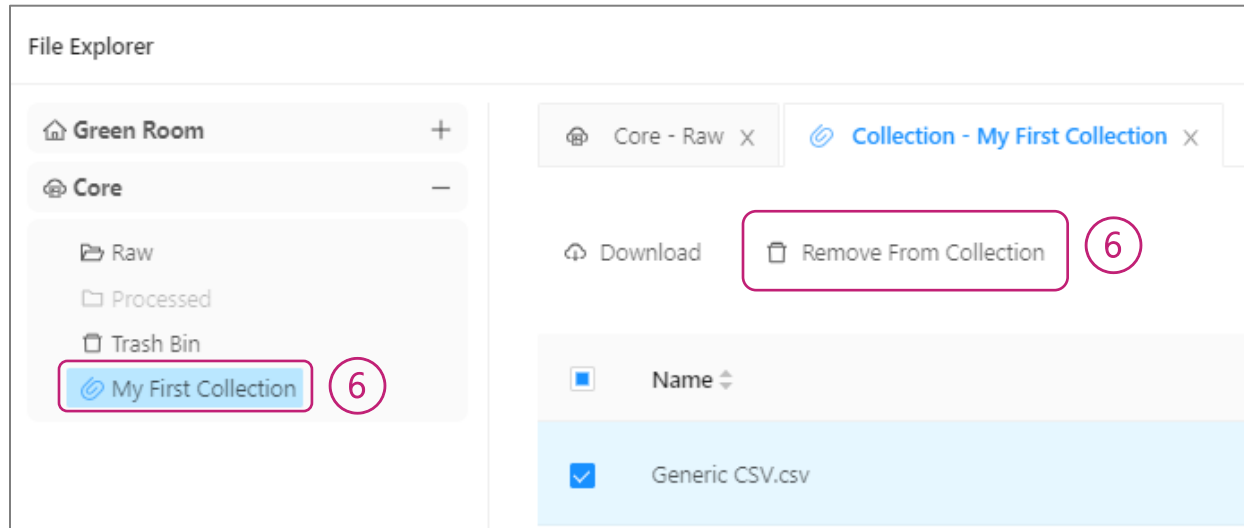 File Explorer
Green Room
Core
Raw
Processed
Trash Bin
My First Collection 6
Core - Raw X Collection - My First Collection X
Download Remove From Collection 6
Name
Generic CSV.csv